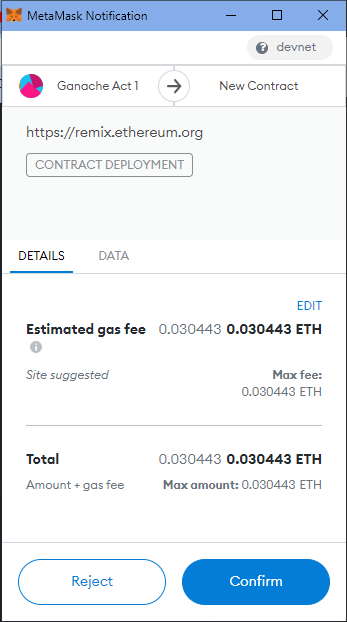 MetaMask Notification
? devnet
Ganache Act 1 New Contract
https://remix.ethereum.org
CONTRACT DEPLOYMENT
DETAILS DATA
EDIT
Estimated gas fee 0.030443 0.030443 ETH
i
Site suggested Max fee:
0.030443 ETH
Total 0.030443 0.030443 ETH
Amount + gas fee Max amount: 0.030443 ETH
Reject Confirm